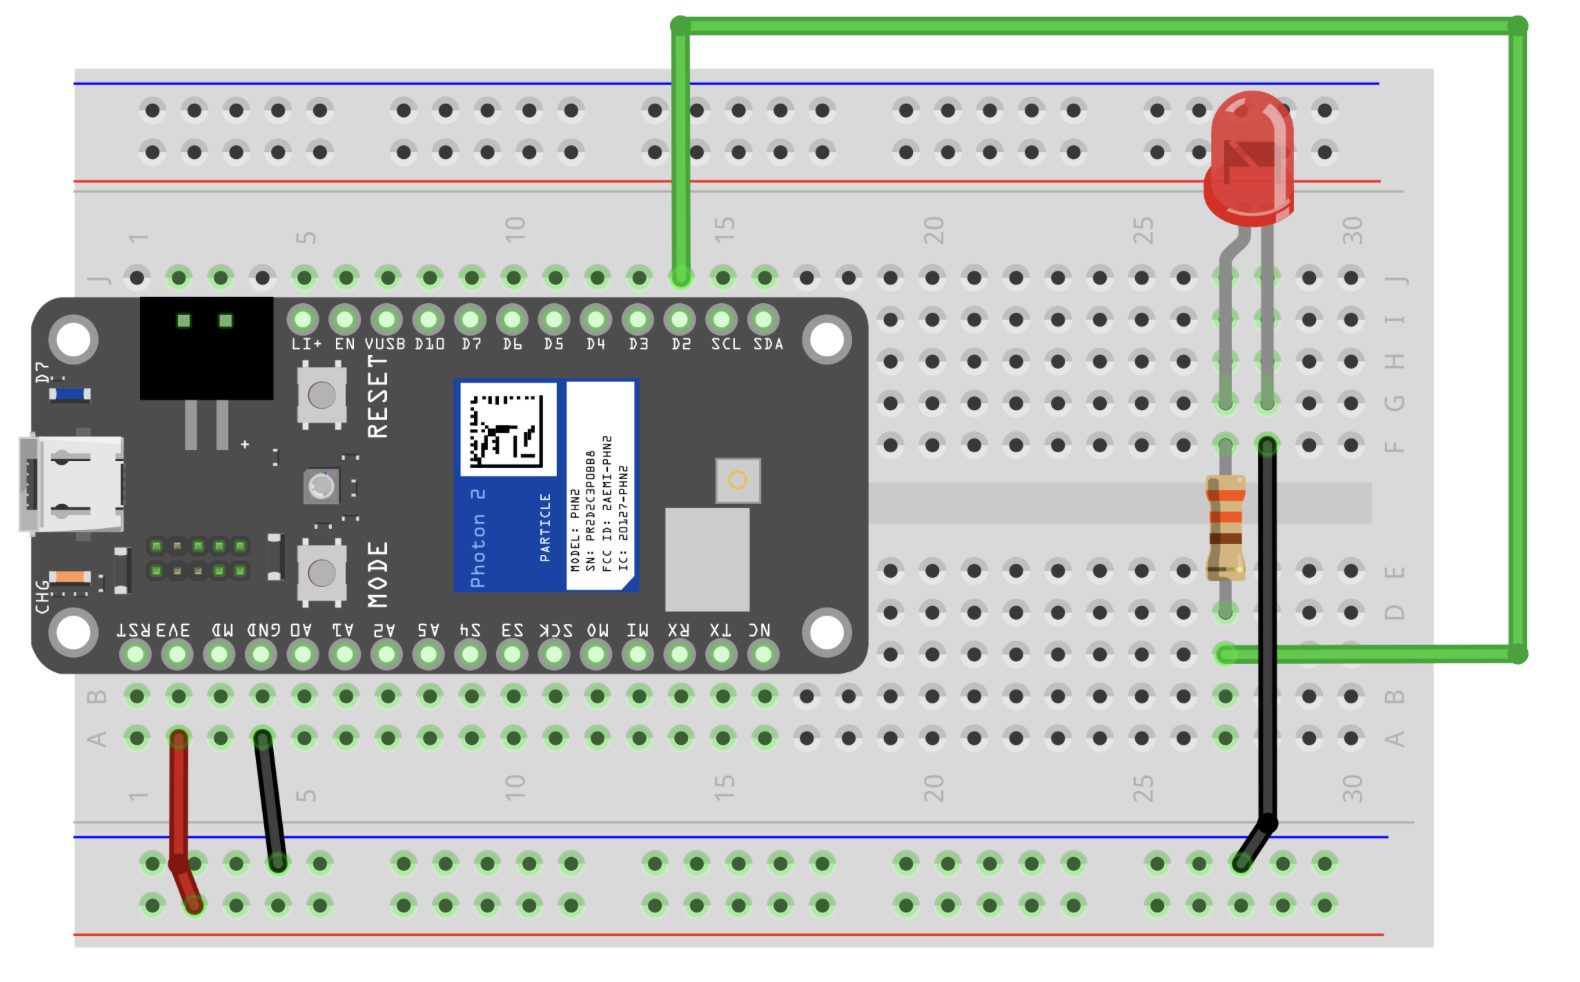 1 5 10 15 20 25 30
J J
LI+ EN VUSB D10 D7 D6 D5 D4 D3 D2 SCL SDA
I
H
G
F
D7
RESET
+
Photon 2
PARTICLE
MODEL: PHN2
SN: PR2D2C3P0BB8
FCC ID: 2AEMI-PHN2
IC: 20127-PHN2
MODE
CHG
E
D
RST 3V3 MD GND A0 A1 A2 A5 S4 S3 SCK MO MI RX TX NC
B B
A A
1 5 10 15 20 25 30